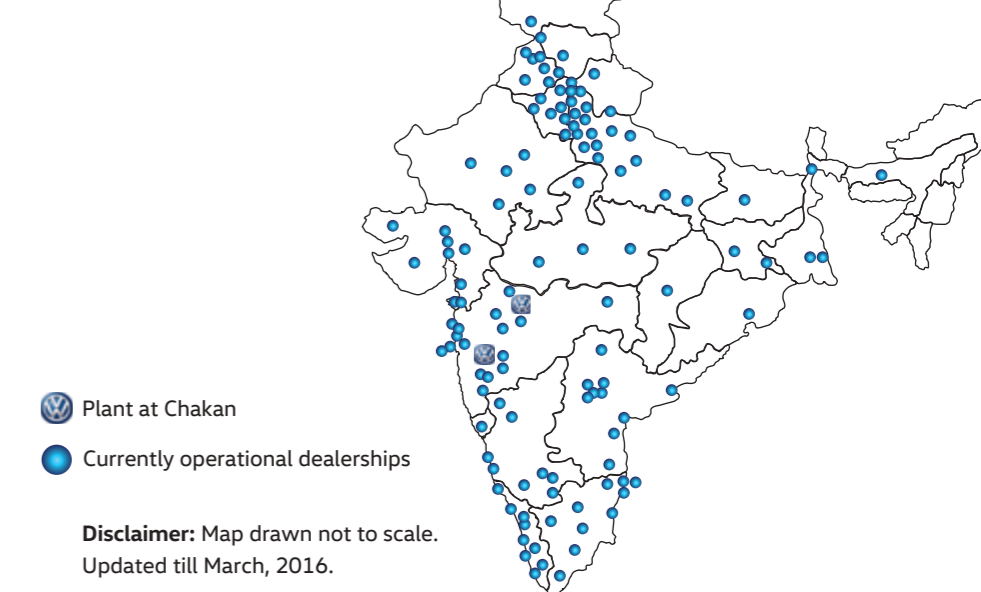 Plant at Chakan
Currently operational dealerships
Disclaimer: Map drawn not to scale.
Updated till March, 2016.